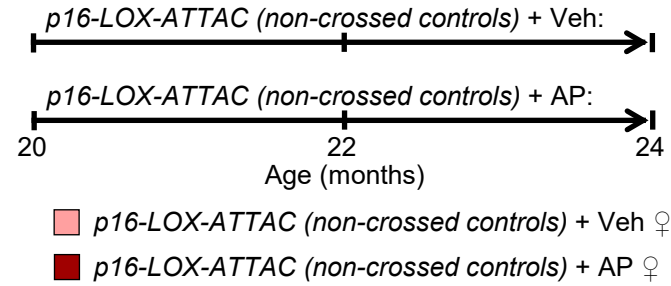 p16-LOX-ATTAC (non-crossed controls) + Veh:
p16-LOX-ATTAC (non-crossed controls) + AP:
20 22 24
Age (months)
p16-LOX-ATTAC (non-crossed controls) + Veh ♀
p16-LOX-ATTAC (non-crossed controls) + AP ♀